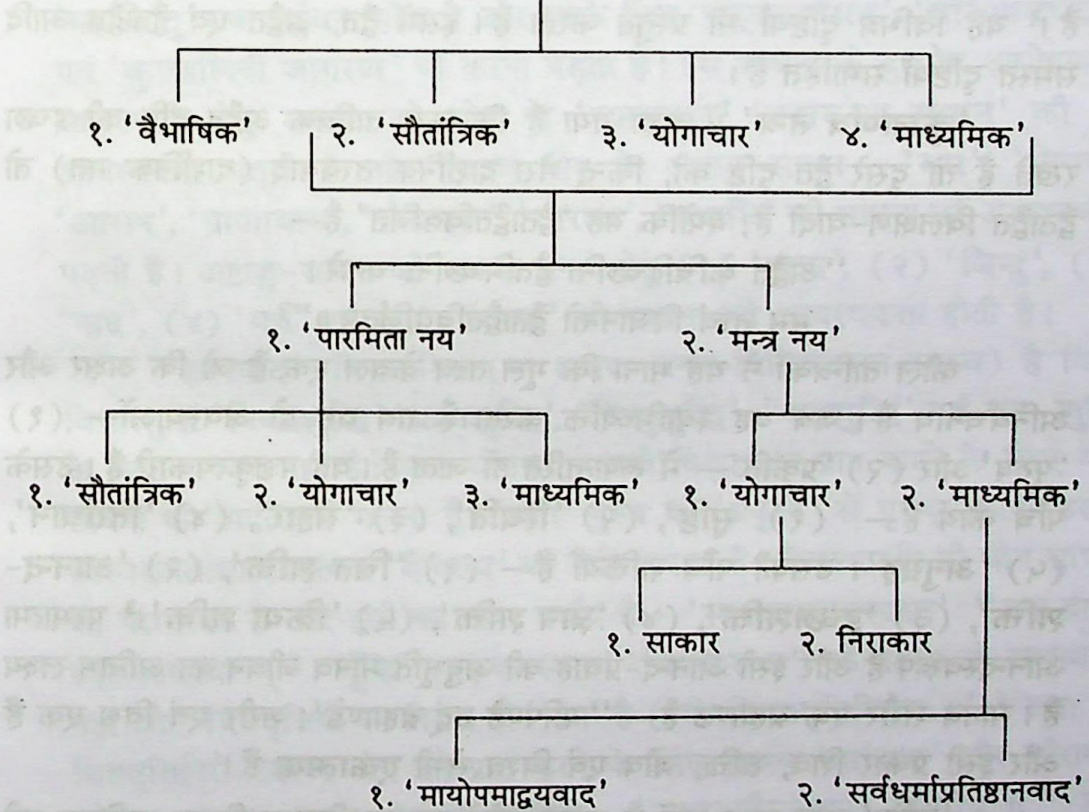 १. ‘वैभाषिक’ २. ‘सौतांत्रिक’ ३. ‘योगाचार’ ४. ‘माध्यमिक’
१. ‘पारमिता नय’ २. ‘मन्त्र नय’
१. ‘सौतांत्रिक’ २. ‘योगाचार’ ३. ‘माध्यमिक’ १. ‘योगाचार’ २. ‘माध्यमिक’
१. साकार २. निराकार
१. ‘मायोपमाद्वयवाद’ २. ‘सर्वधर्माप्रतिष्ठानवाद’